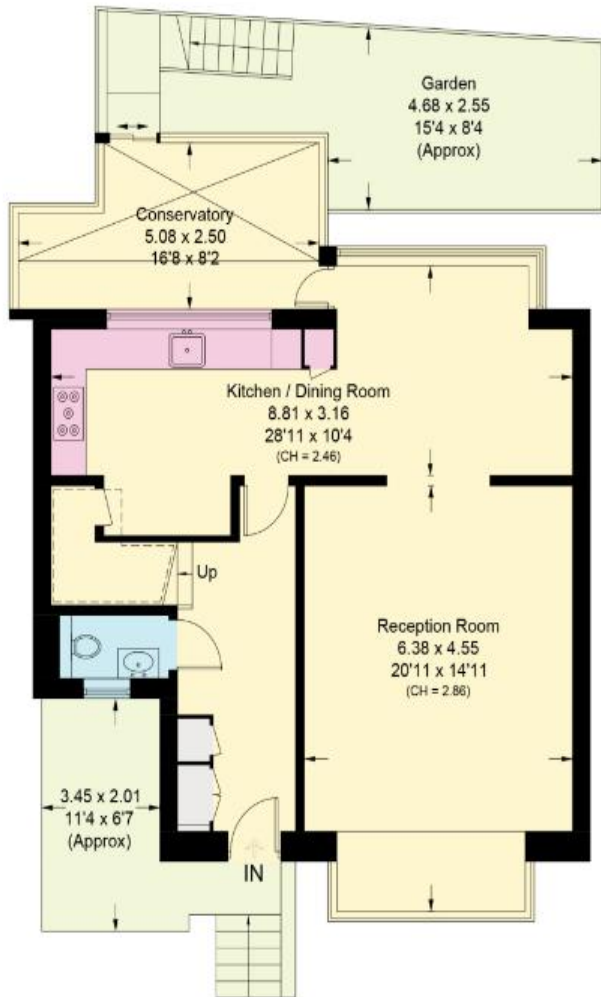 Garden
4.68 x 2.55
15'4 x 8'4
(Approx)
Conservatory
5.08 x 2.50
16'8 x 8'2
Kitchen / Dining Room
8.81 x 3.16
28'11 x 10'4
(CH = 2.46)
Up
Reception Room
6.38 x 4.55
20'11 x 14'11
(CH = 2.86)
3.45 x 2.01
11'4 x 6'7
(Approx)
IN